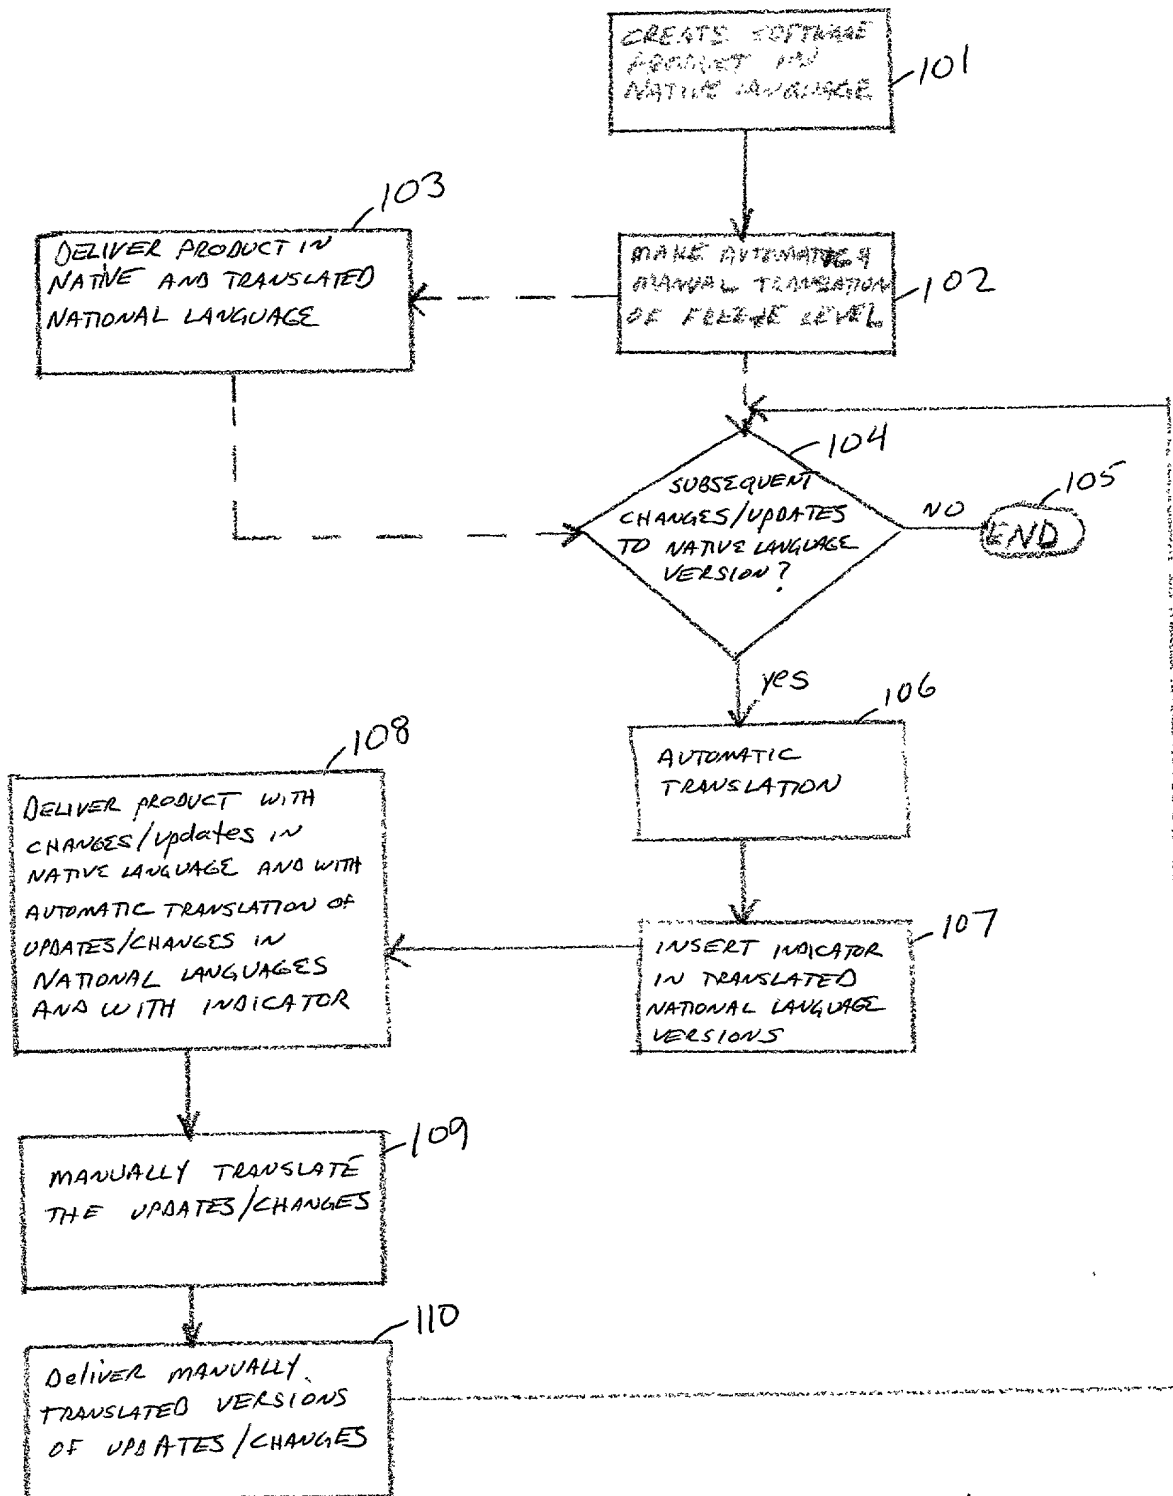 CREATE SOFTWARE
PRODUCT IN
NATIVE LANGUAGE
101
103
DELIVER PRODUCT IN
NATIVE AND TRANSLATED
NATIONAL LANGUAGE
MAKE AUTOMATIC &
MANUAL TRANSLATION
OF FREEZE LEVEL
102
104
SUBSEQUENT
CHANGES/UPDATES
TO NATIVE LANGUAGE
VERSION?
NO
105
END
yes
106
AUTOMATIC
TRANSLATION
108
DELIVER PRODUCT WITH
CHANGES/updates IN
NATIVE LANGUAGE AND WITH
AUTOMATIC TRANSLATION OF
UPDATES/CHANGES IN
NATIONAL LANGUAGES
AND WITH INDICATOR
107
INSERT INDICATOR
IN TRANSLATED
NATIONAL LANGUAGE
VERSIONS
109
MANUALLY TRANSLATE
THE UPDATES/CHANGES
110
DeliVER MANUALLY
TRANSLATED VERSIONS
OF UPDATES/CHANGES